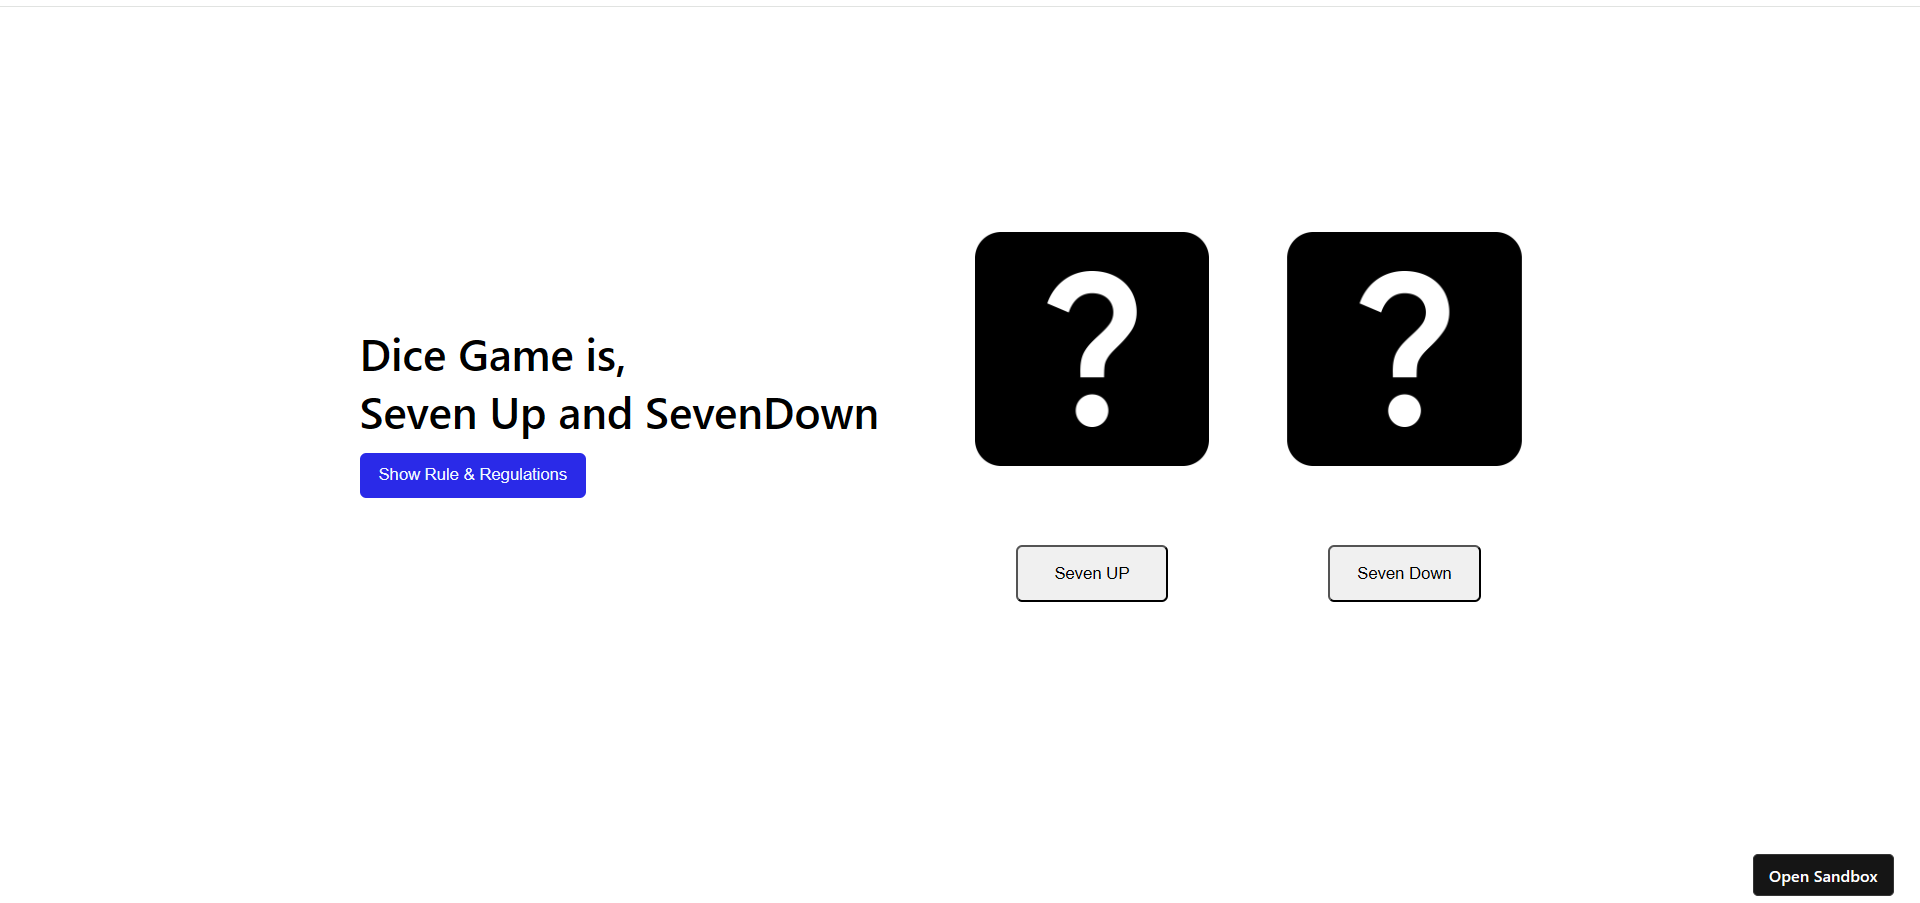 Dice Game is,
Seven Up and SevenDown
Show Rule & Regulations
?
?
Seven UP
Seven Down
Open Sandbox